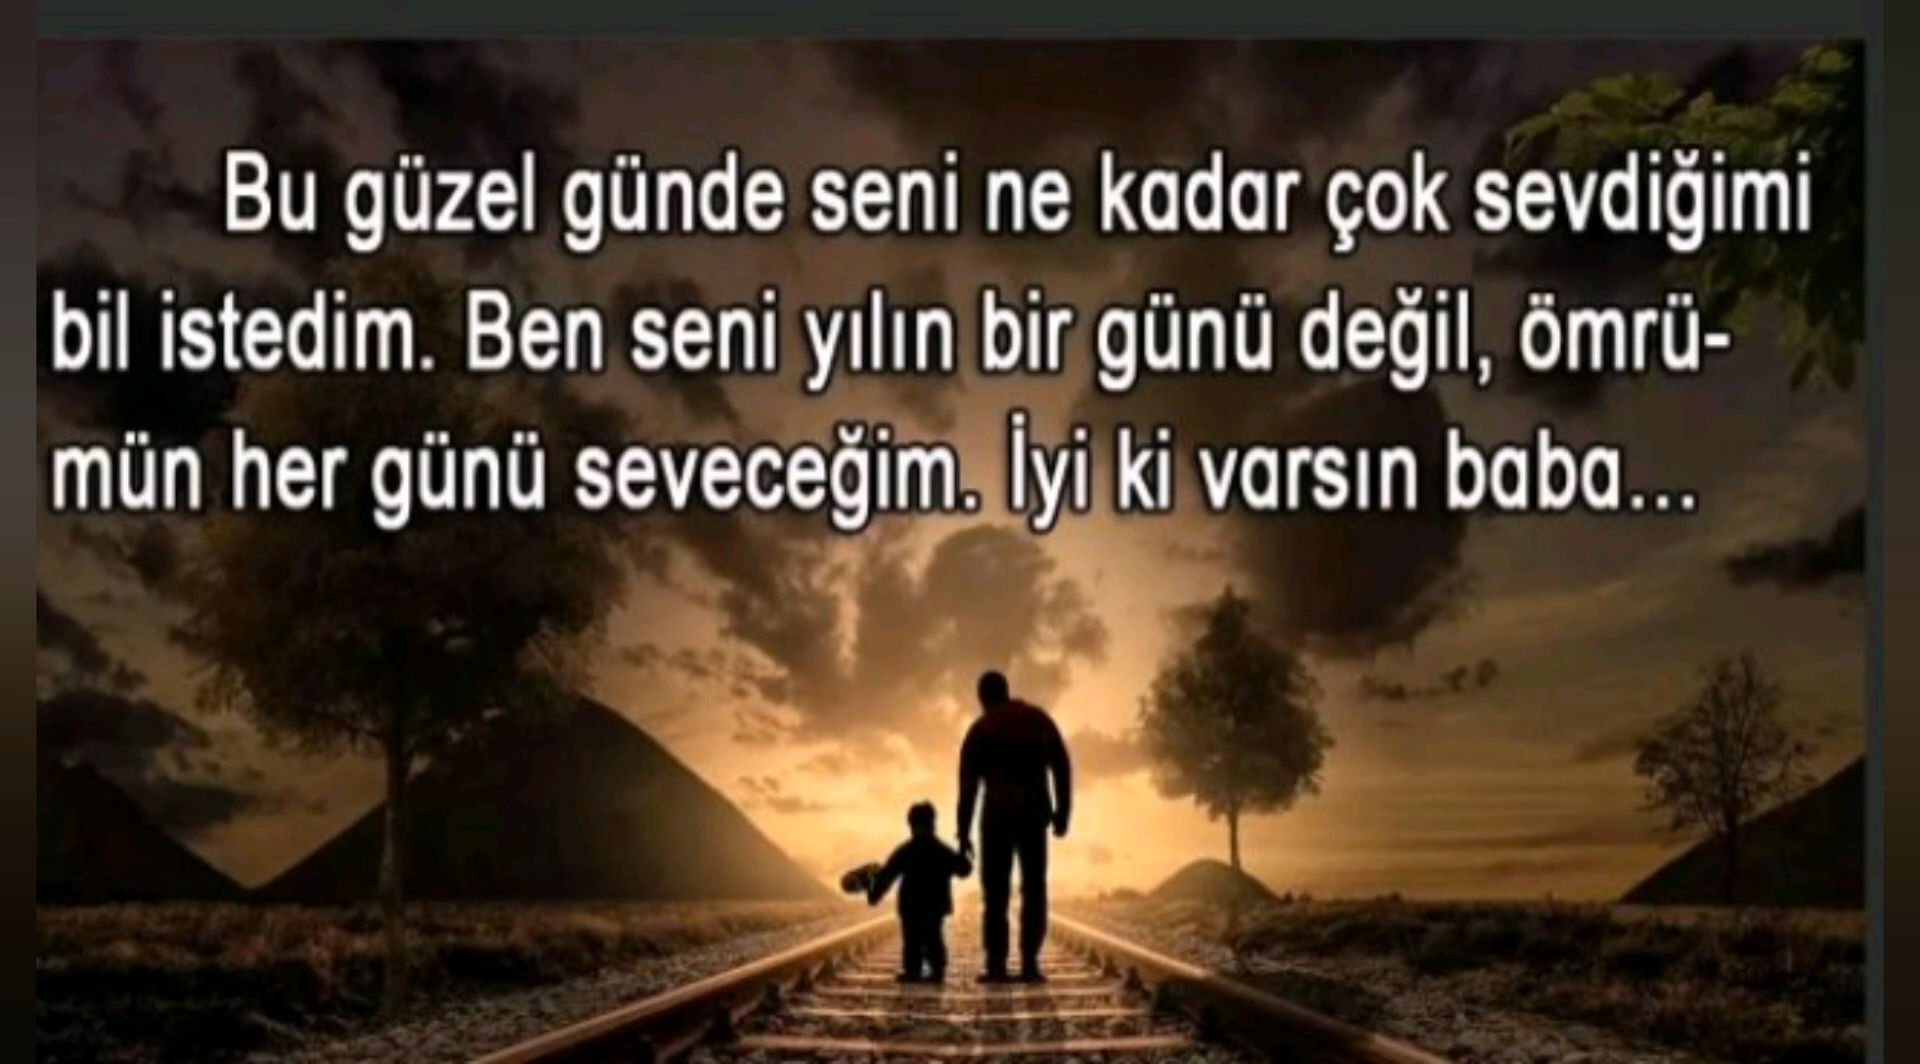 Bu güzel günde seni ne kadar çok sevdiğimi
bil istedim. Ben seni yılın bir günü değil, ömrü-
mün her günü seveceğim. İyi ki varsın baba...